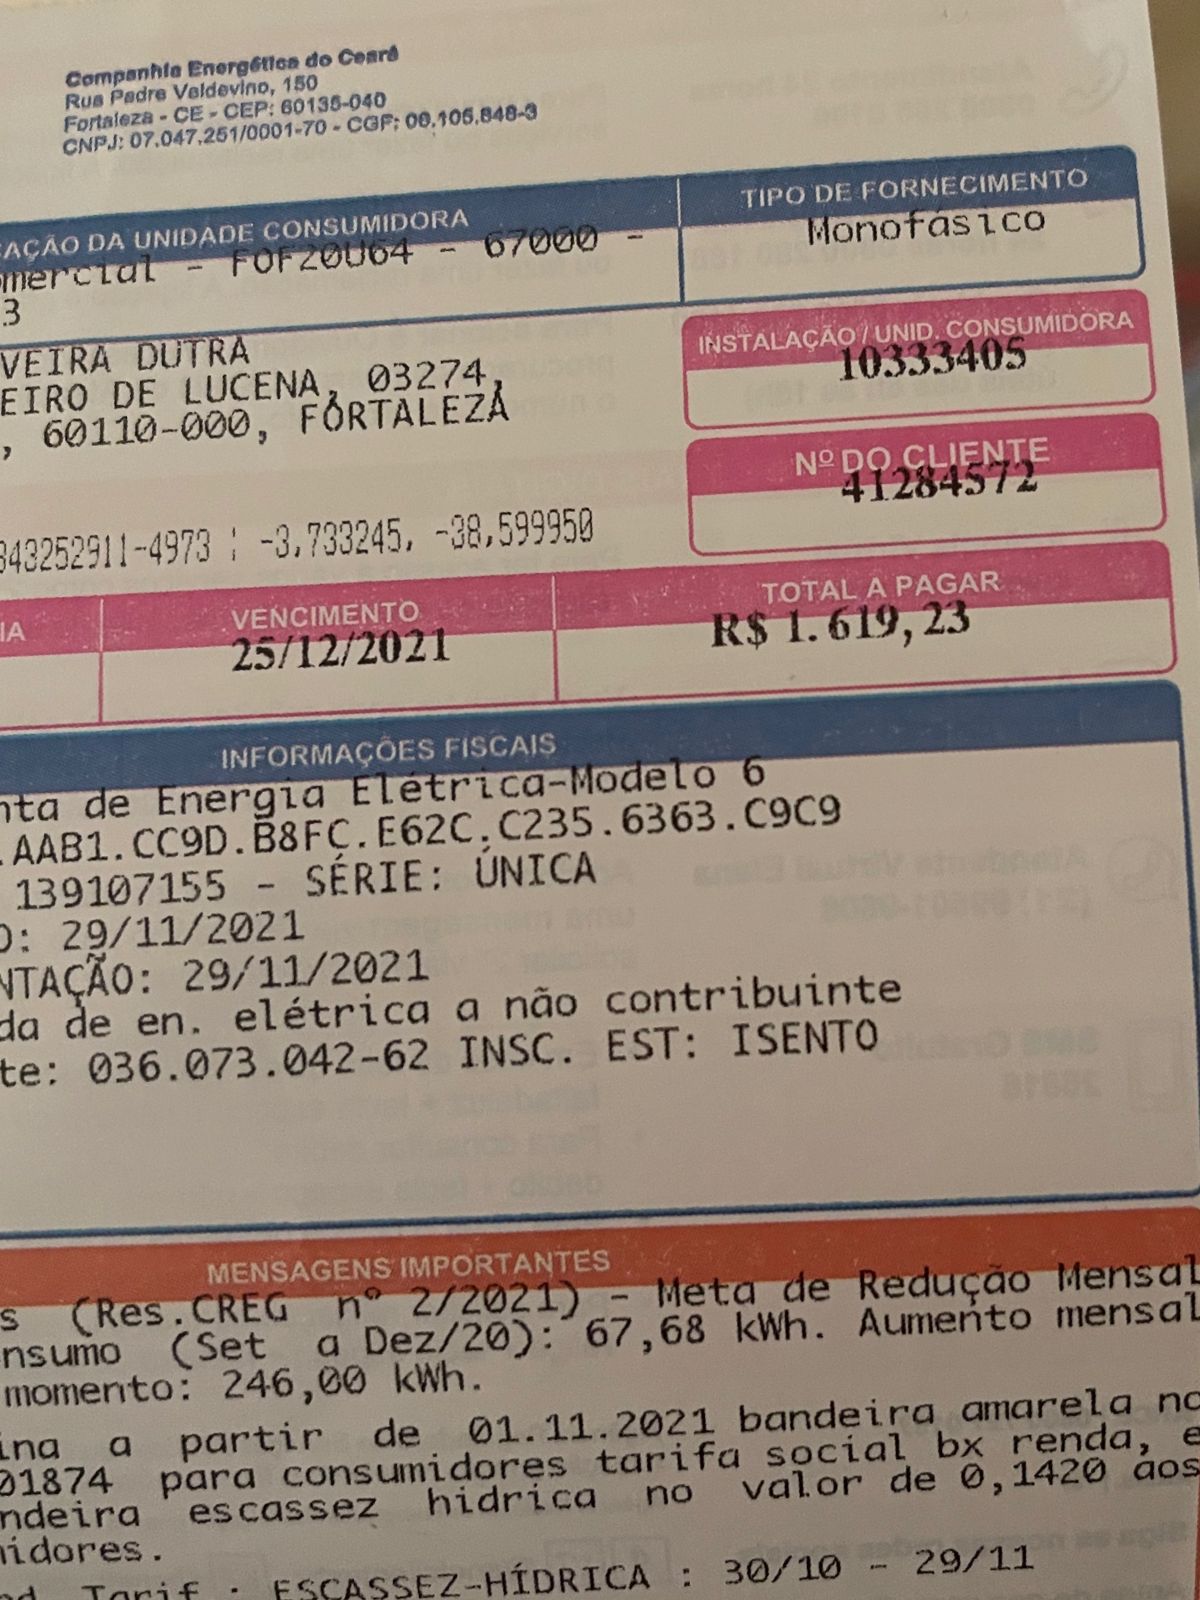 Companhia Energética do Ceará
Rua Padre Valdevino, 150
Fortaleza - CE - CEP: 60135-040
CNPJ: 07.047.251/0001-70 - CGF: 06.105.848-3
AÇÃO DA UNIDADE CONSUMIDORA
TIPO DE FORNECIMENTO
mercial - F0F20U64 - 67000 -
Monofásico
3
VEIRA DUTRA
EIRO DE LUCENA, 03274,
, 60110-000, FORTALEZA
INSTALAÇÃO / UNID. CONSUMIDORA
10333405
Nº DO CLIENTE
41284572
843252911-4973 ; -3,733245, -38,599950
IA
VENCIMENTO
25/12/2021
TOTAL A PAGAR
R$ 1.619,23
INFORMAÇÕES FISCAIS
nta de Energia Elétrica-Modelo 6
.AAB1.CC9D.B8FC.E62C.C235.6363.C9C9
139107155 - SÉRIE: ÚNICA
O: 29/11/2021
NTAÇÃO: 29/11/2021
da de en. elétrica a não contribuinte
te: 036.073.042-62 INSC. EST: ISENTO
MENSAGENS IMPORTANTES
s (Res.CREG nº 2/2021) - Meta de Redução Mensal
nsumo (Set a Dez/20): 67,68 kWh. Aumento mensal
momento: 246,00 kWh.
ina a partir de 01.11.2021 bandeira amarela no
01874 para consumidores tarifa social bx renda, e
ndeira escassez hídrica no valor de 0,1420 aos
idores.
Tarif : ESCASSEZ-HÍDRICA : 30/10 - 29/11